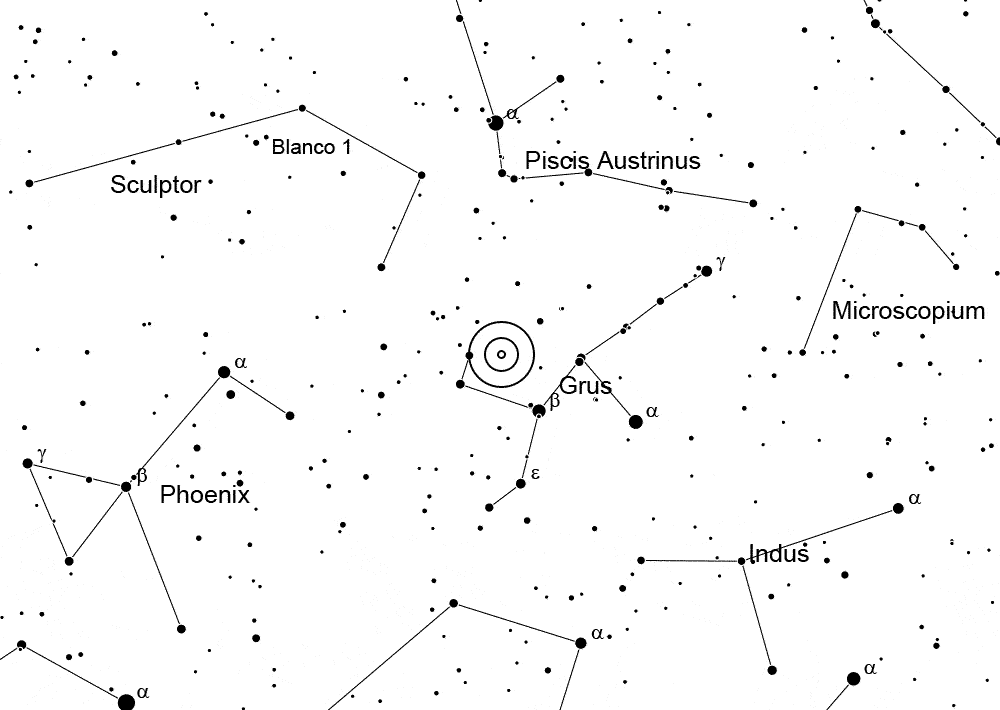 α
Blanco 1
Piscis Austrinus
Sculptor
γ
Microscopium
α
Grus
β
α
γ
β
ε
Phoenix
α
Indus
α
α
α